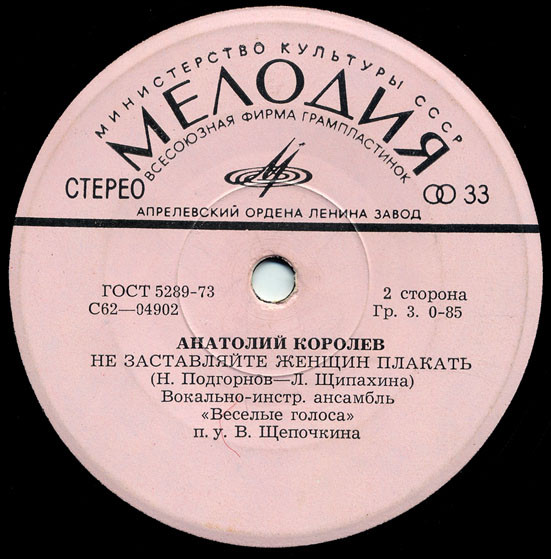 МИНИСТЕРСТВО КУЛЬТУРЫ СССР
МЕЛОДИЯ
ВСЕСОЮЗНАЯ ФИРМА ГРАМПЛАСТИНОК
СТЕРЕО
33
АПРЕЛЕВСКИЙ ОРДЕНА ЛЕНИНА ЗАВОД
ГОСТ 5289-73
С62—04902
2 сторона
Гр. 3. 0-85
АНАТОЛИЙ КОРОЛЕВ
НЕ ЗАСТАВЛЯЙТЕ ЖЕНЩИН ПЛАКАТЬ
(Н. Подгорнов—Л. Щипахина)
Вокально-инстр. ансамбль
«Веселые голоса»
п. у. В. Щепочкина